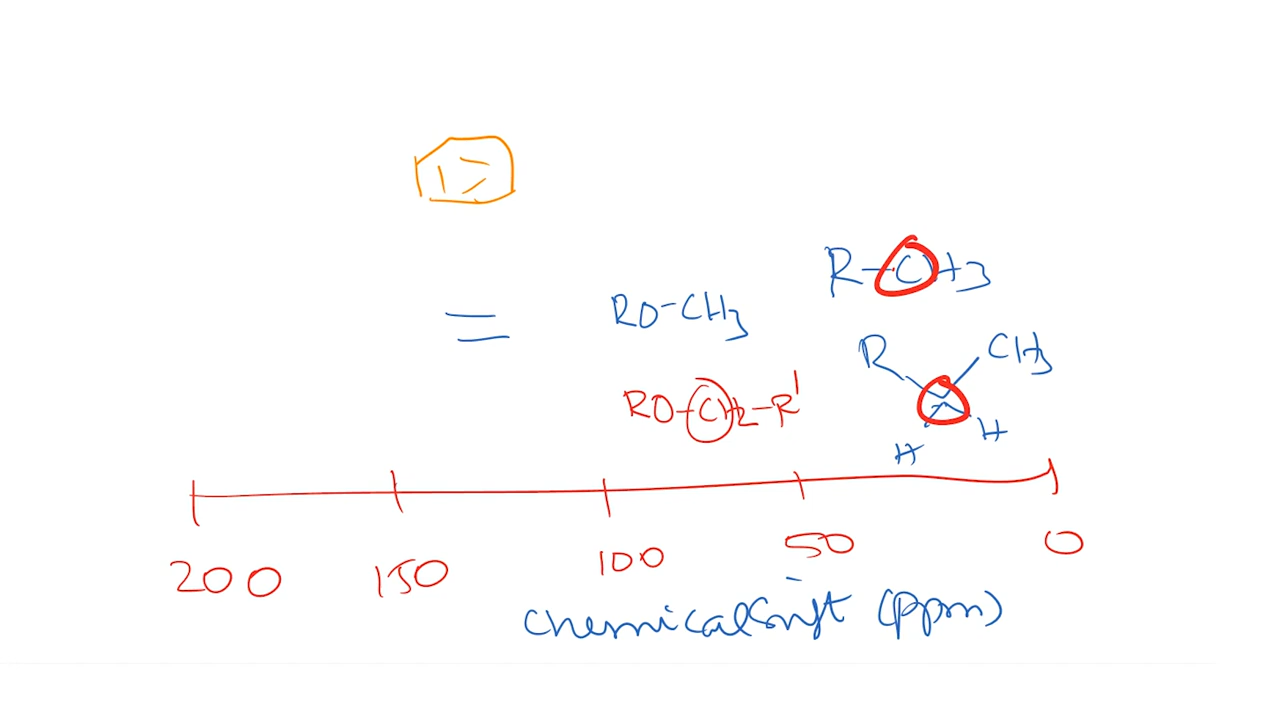 R-CH3
RO-CH3
R CH3
RO-CH2-R'
H H
200 150 100 50 0
chemical Shift (ppm)